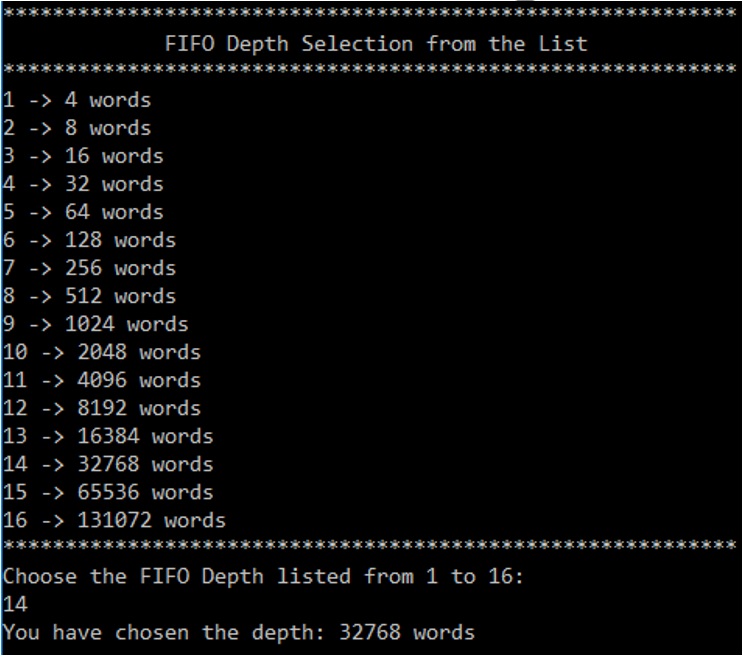 ***********************************************************
FIFO Depth Selection from the List
***********************************************************
1 -> 4 words
2 -> 8 words
3 -> 16 words
4 -> 32 words
5 -> 64 words
6 -> 128 words
7 -> 256 words
8 -> 512 words
9 -> 1024 words
10 -> 2048 words
11 -> 4096 words
12 -> 8192 words
13 -> 16384 words
14 -> 32768 words
15 -> 65536 words
16 -> 131072 words
***********************************************************
Choose the FIFO Depth listed from 1 to 16:
14
You have chosen the depth: 32768 words